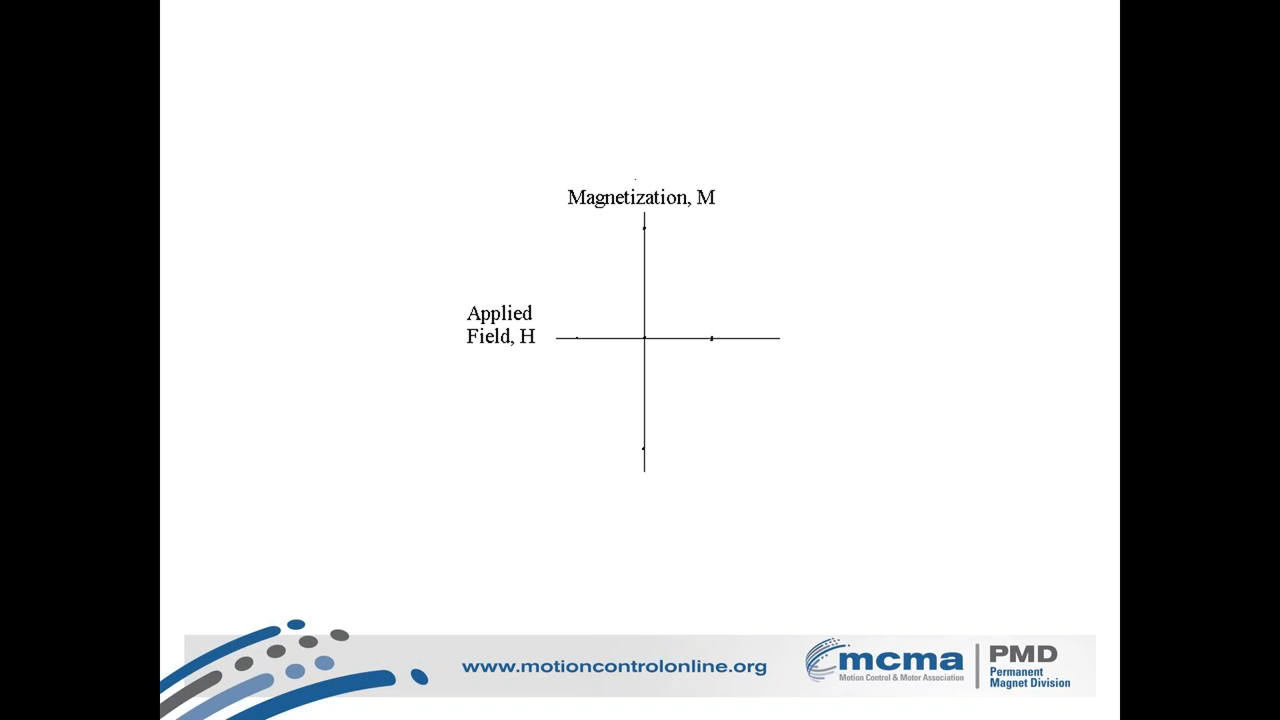 Magnetization, M
Applied
Field, H
www.motioncontrolonline.org
mcma
Motion Control & Motor Association
PMD
Permanent
Magnet Division